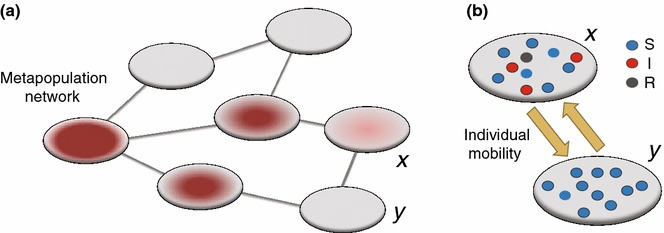 (a)
Metapopulation
network
x
y
(b)
x
S
I
R
Individual
mobility
y